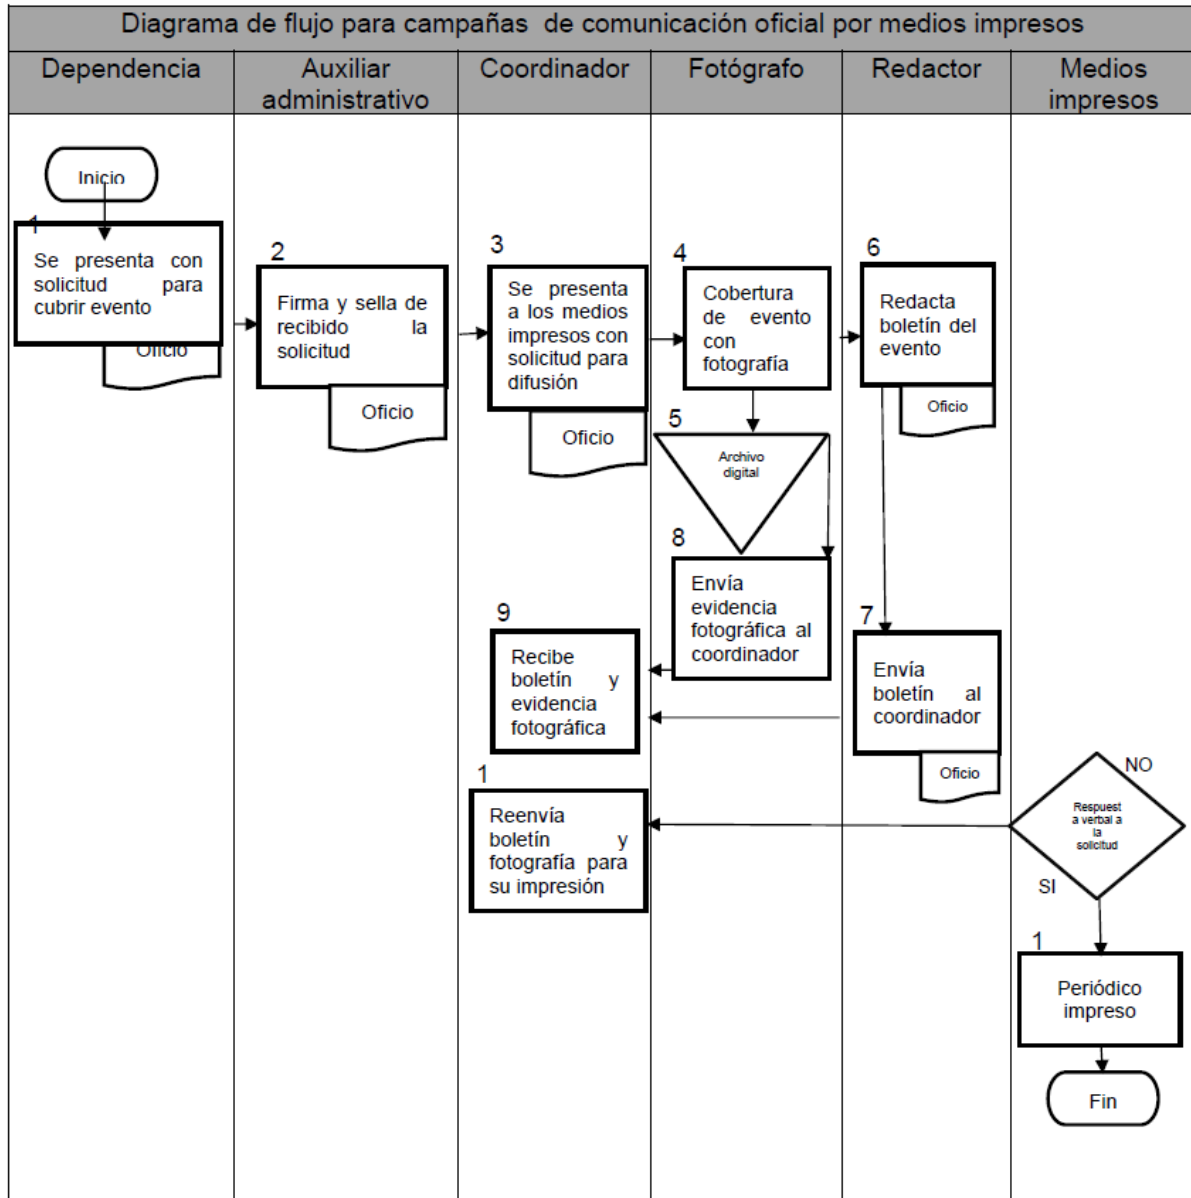 Diagrama de flujo para campañas de comunicación oficial por medios impresos
Dependencia
Auxiliar
administrativo
Coordinador
Fotógrafo
Redactor
Medios
impresos
Inicio
1
Se presenta con
solicitud para
cubrir evento
Oficio
2
Firma y sella de
recibido la
solicitud
Oficio
3
Se presenta
a los medios
impresos con
solicitud para
difusión
Oficio
4
Cobertura
de evento
con
fotografía
5
Archivo
digital
6
Redacta
boletín del
evento
Oficio
7
Envía
boletín al
coordinador
Oficio
8
Envía
evidencia
fotográfica al
coordinador
9
Recibe
boletín y
evidencia
fotográfica
1
Reenvía
boletín y
fotografía para
su impresión
NO
Respuest
a verbal a
la
solicitud
SI
1
Periódico
impreso
Fin